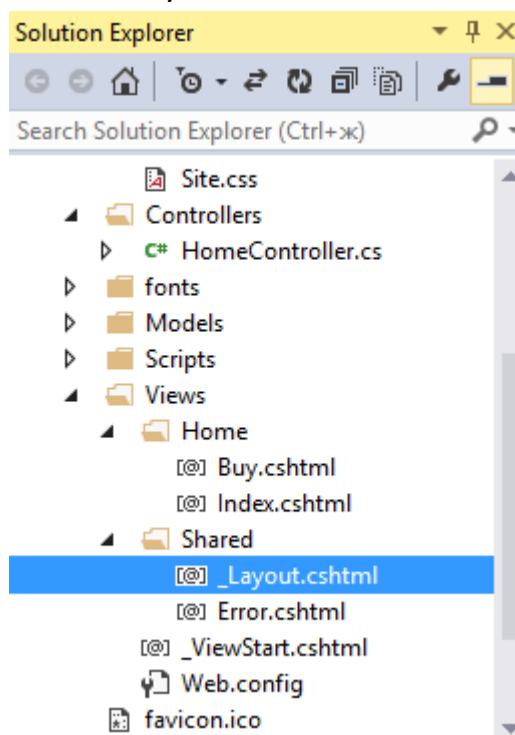 Solution Explorer
Search Solution Explorer (Ctrl+ж)
Site.css
Controllers
C# HomeController.cs
fonts
Models
Scripts
Views
Home
[@] Buy.cshtml
[@] Index.cshtml
Shared
[@] _Layout.cshtml
[@] Error.cshtml
[@] _ViewStart.cshtml
Web.config
favicon.ico